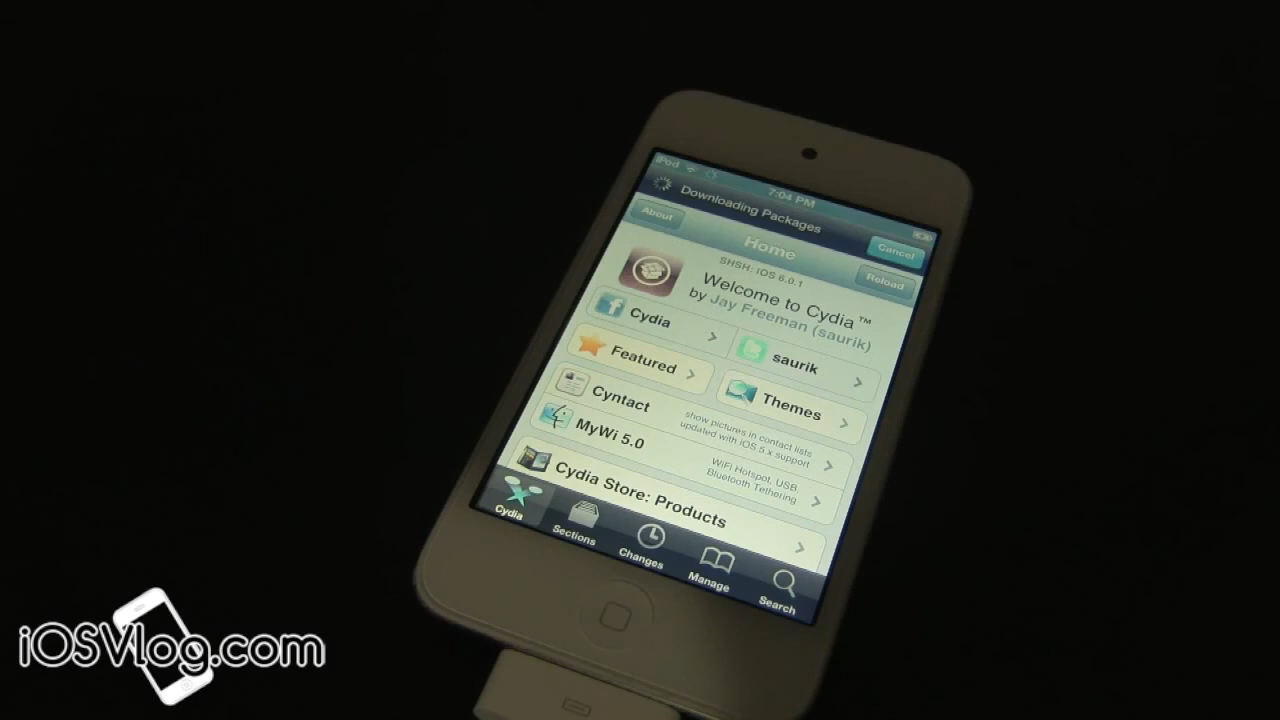 iPod 7:04 PM
Downloading Packages
Cancel
About
Home
Reload
SHSH: iOS 6.0.1
Welcome to Cydia™
by Jay Freeman (saurik)
Cydia
saurik
Featured
Themes
Cyntact
show pictures in contact lists
updated with iOS 5.x support
MyWi 5.0
WiFi Hotspot, USB,
Bluetooth Tethering
Cydia Store: Products
Cydia
Sections
Changes
Manage
Search
iOSVlog.com